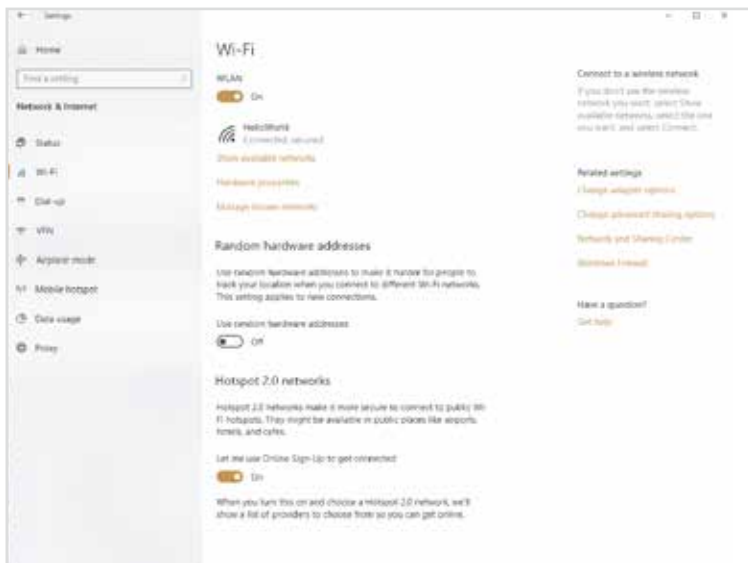 Settings
Home
Find a setting
Network & Internet
Status
Wi-Fi
Dial-up
VPN
Airplane mode
Mobile hotspot
Data usage
Proxy
Wi-Fi
WLAN
On
Connected, secured
Show available networks
Hardware properties
Manage known networks
Random hardware addresses
Use random hardware addresses to make it harder for people to
track your location when you connect to different Wi-Fi networks.
This setting applies to new connections.
Use random hardware addresses
Off
Hotspot 2.0 networks
Hotspot 2.0 networks make it more secure to connect to public Wi-
Fi hotspots. They might be available in public places like airports,
hotels, and cafes.
Let me use Online Sign-Up to get connected
On
When you turn this on and choose a Hotspot 2.0 network, we'll
show a list of providers to choose from so you can get online.
Connect to a wireless network
If you don't see the wireless
network you want, select Show
available networks, select the one
you want, and select Connect.
Related settings
Change adapter options
Change advanced sharing options
Network and Sharing Center
Windows Firewall
Have a question?
Get help